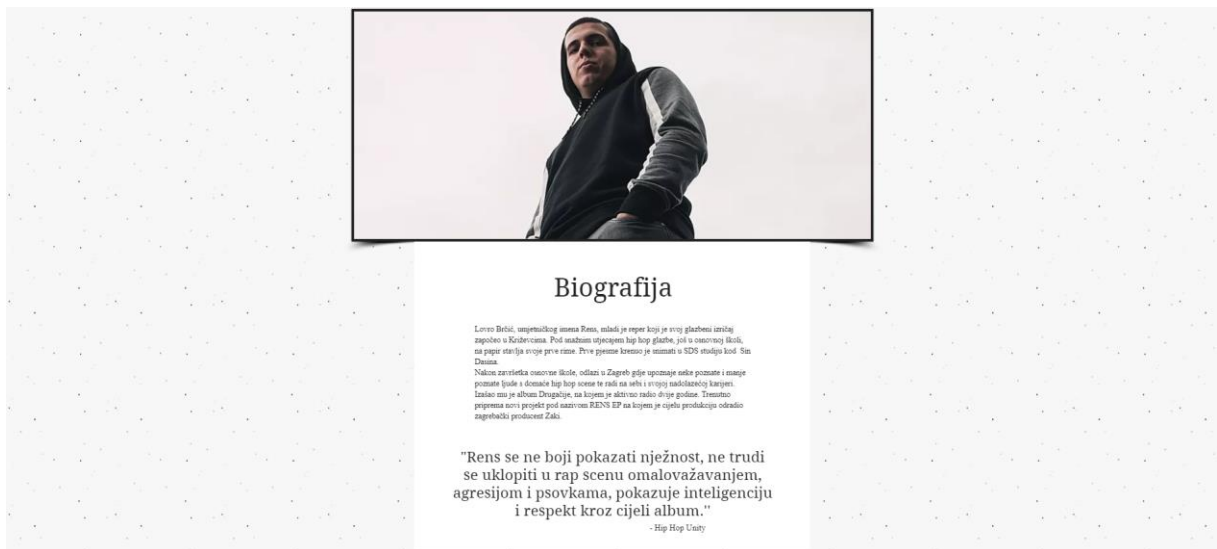 Biografija
Lovro Brčić, umjetničkog imena Rens, mladi je reper koji je svoj glazbeni izričaj
započeo u Križevcima. Pod snažnim utjecajem hip hop glazbe, još u osnovnoj školi,
na papir stavlja svoje prve rime. Prve pjesme krenuo je snimati u SDS studiju kod Sin
Dasina.
Nakon završetka osnovne škole, odlazi u Zagreb gdje upoznaje neke poznate i manje
poznate ljude s domaće hip hop scene te radi na sebi i svojoj nadolazećoj karijeri.
Izašao mu je album Drugačije, na kojem je aktivno radio dvije godine. Trenutno
priprema novi projekt pod nazivom RENS EP na kojem je cijelu produkciju odradio
zagrebački producent Zaki.
"Rens se ne boji pokazati nježnost, ne trudi
se uklopiti u rap scenu omalovažavanjem,
agresijom i psovkama, pokazuje inteligenciju
i respekt kroz cijeli album."
- Hip Hop Unity